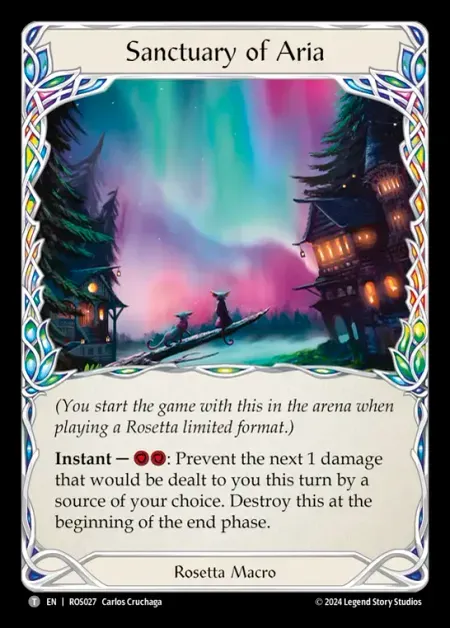 Sanctuary of Aria
(You start the game with this in the arena when
playing a Rosetta limited format.)
Instant — : Prevent the next 1 damage
that would be dealt to you this turn by a
source of your choice. Destroy this at the
beginning of the end phase.
Rosetta Macro
T EN | ROS027 Carlos Cruchaga © 2024 Legend Story Studios